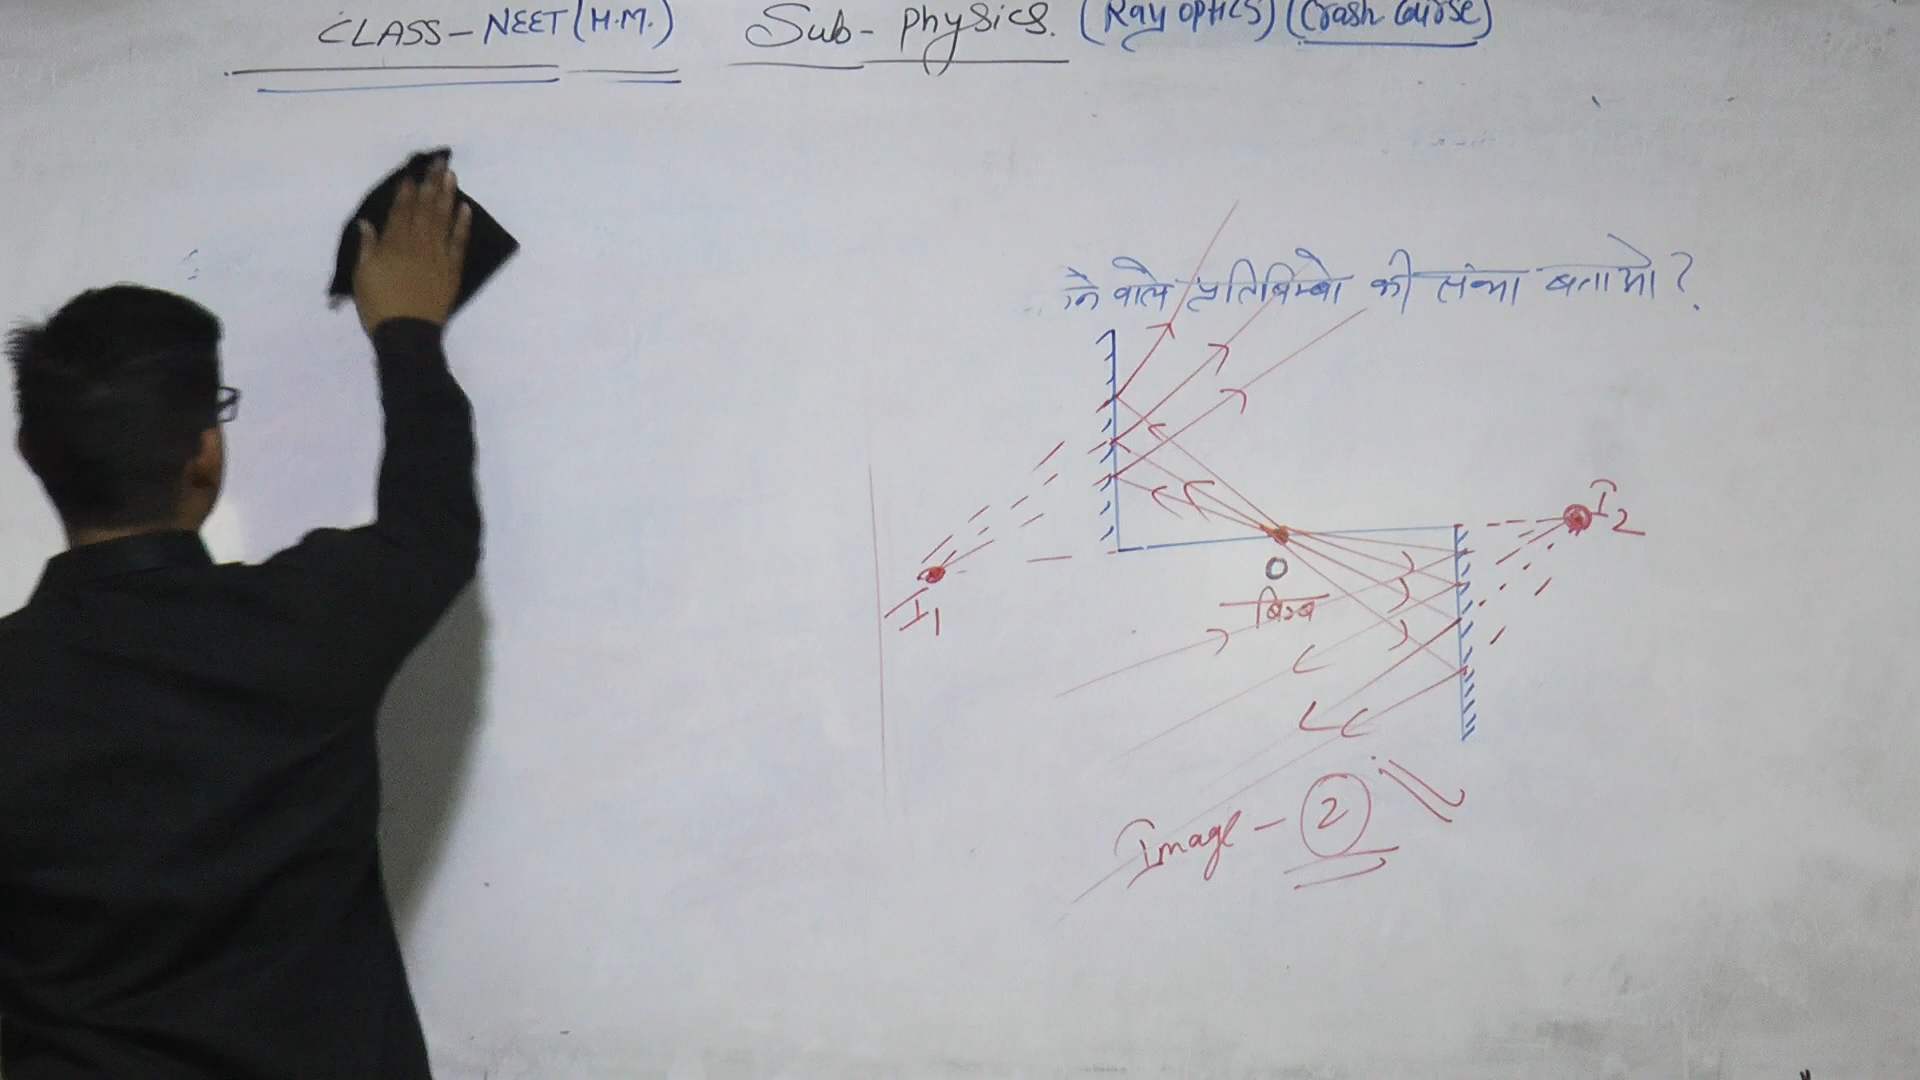 CLASS-NEET(H.M.) Sub- Physics. (Ray optics) (Crash Course)
ने वाले प्रतिबिम्बो की संख्या बताओ?
I2
O
बिम्ब
I1
Image - 2